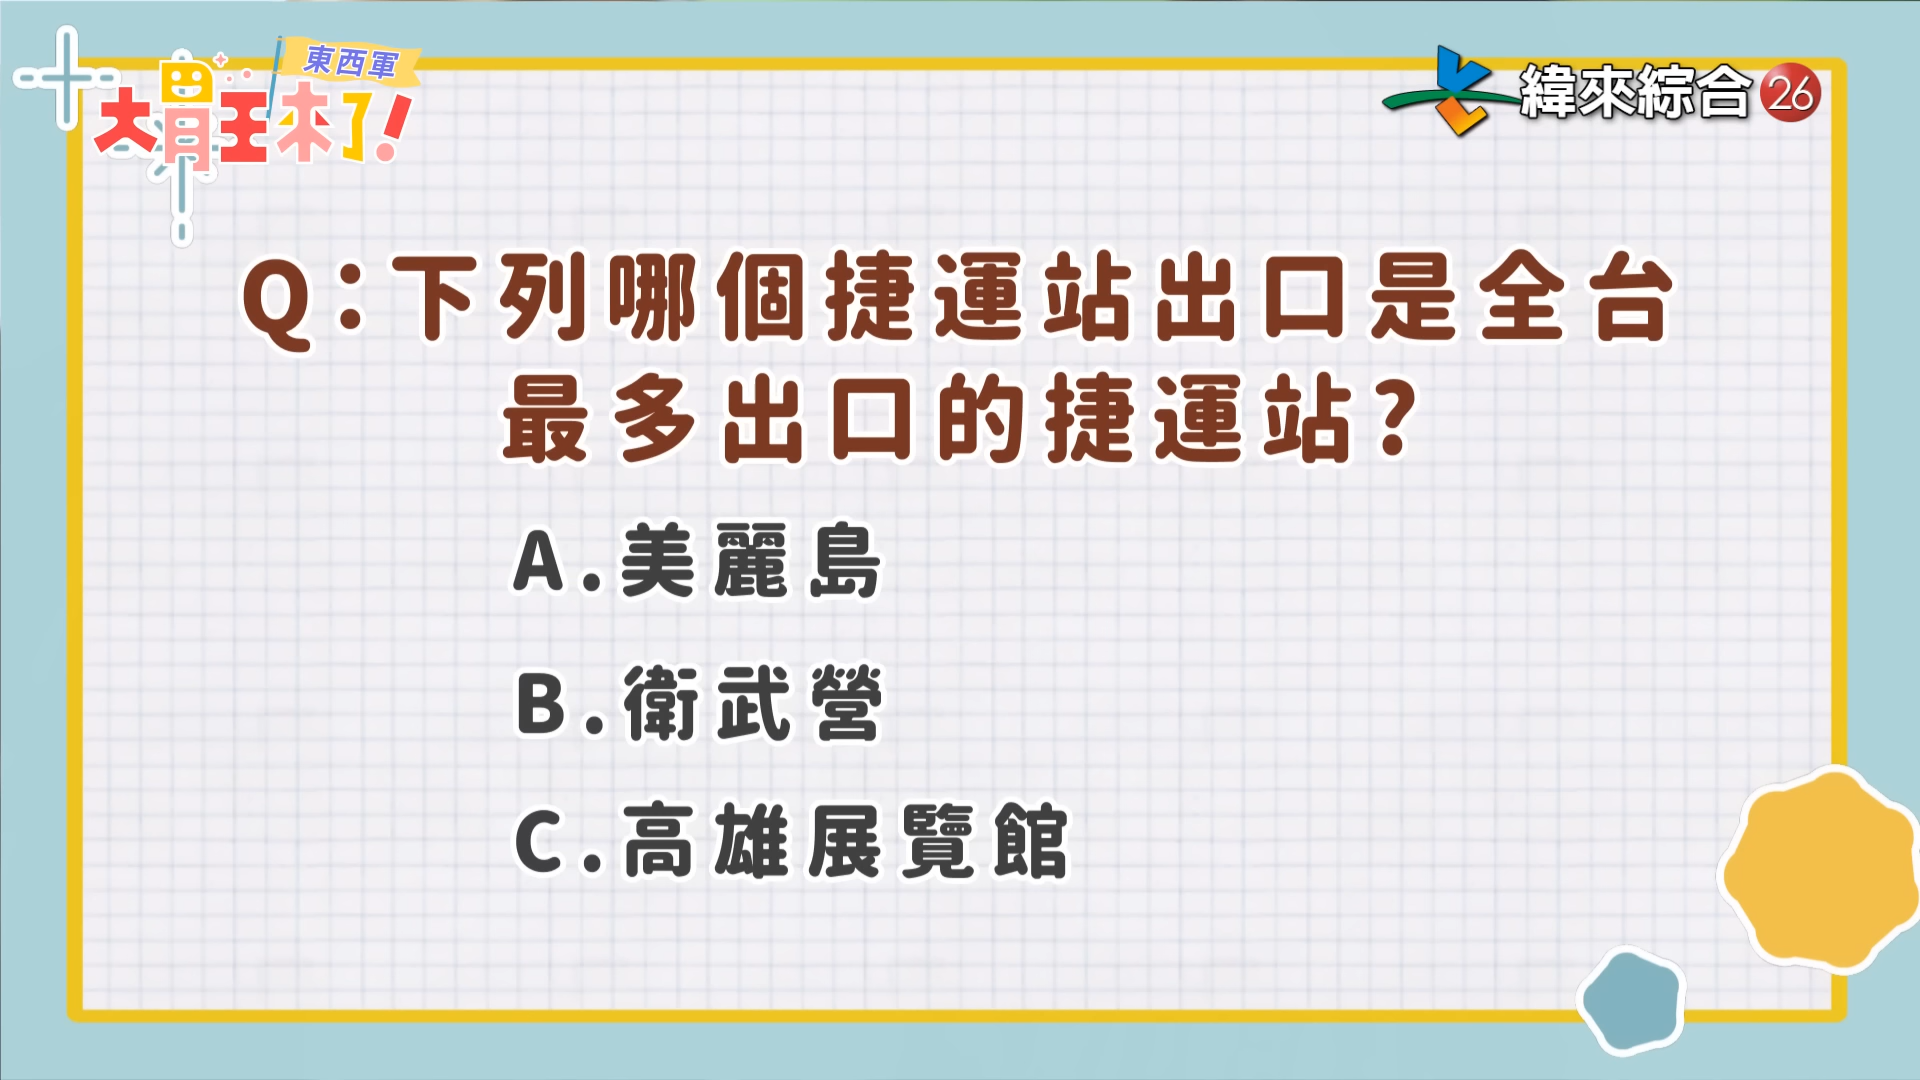 東西軍
大胃王來了!
緯來綜合 26
Q:下列哪個捷運站出口是全台
最多出口的捷運站?
A.美麗島
B.衛武營
C.高雄展覽館